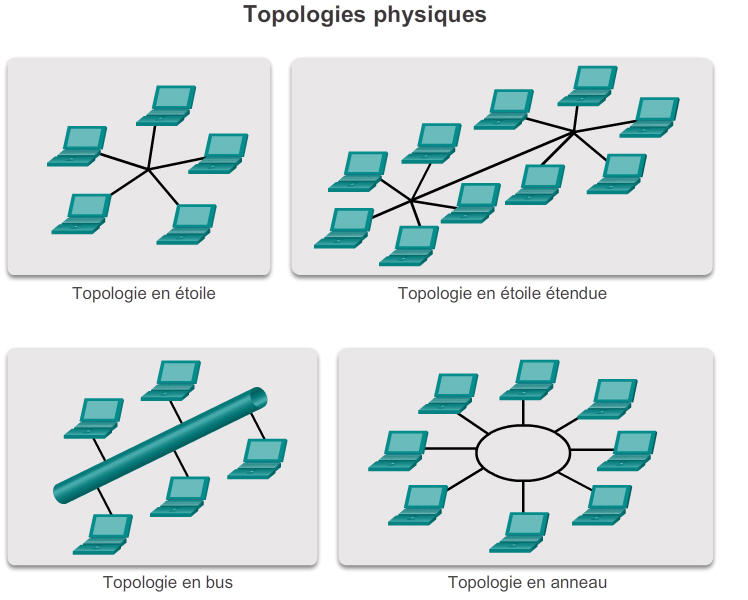 Topologies physiques
Topologie en étoile
Topologie en étoile étendue
Topologie en bus
Topologie en anneau